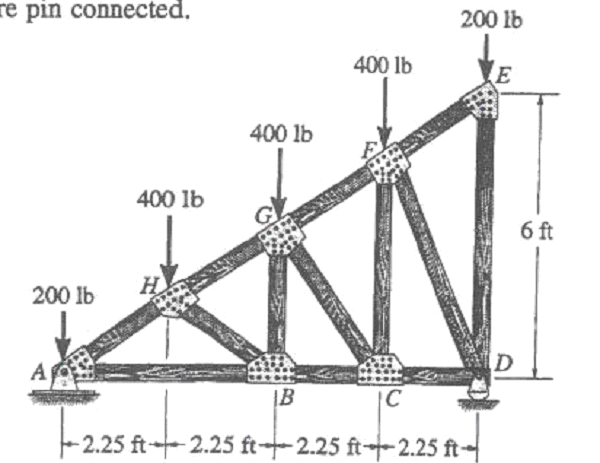 re pin connected.
200 lb
E
400 lb
F
400 lb
G
6 ft
400 lb
H
200 lb
A
D
B
C
2.25 ft
2.25 ft
2.25 ft
2.25 ft